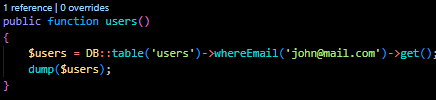 1 reference | 0 overrides
public function users()
{
    $users = DB::table('users')->whereEmail('john@mail.com')->get();
    dump($users);
}